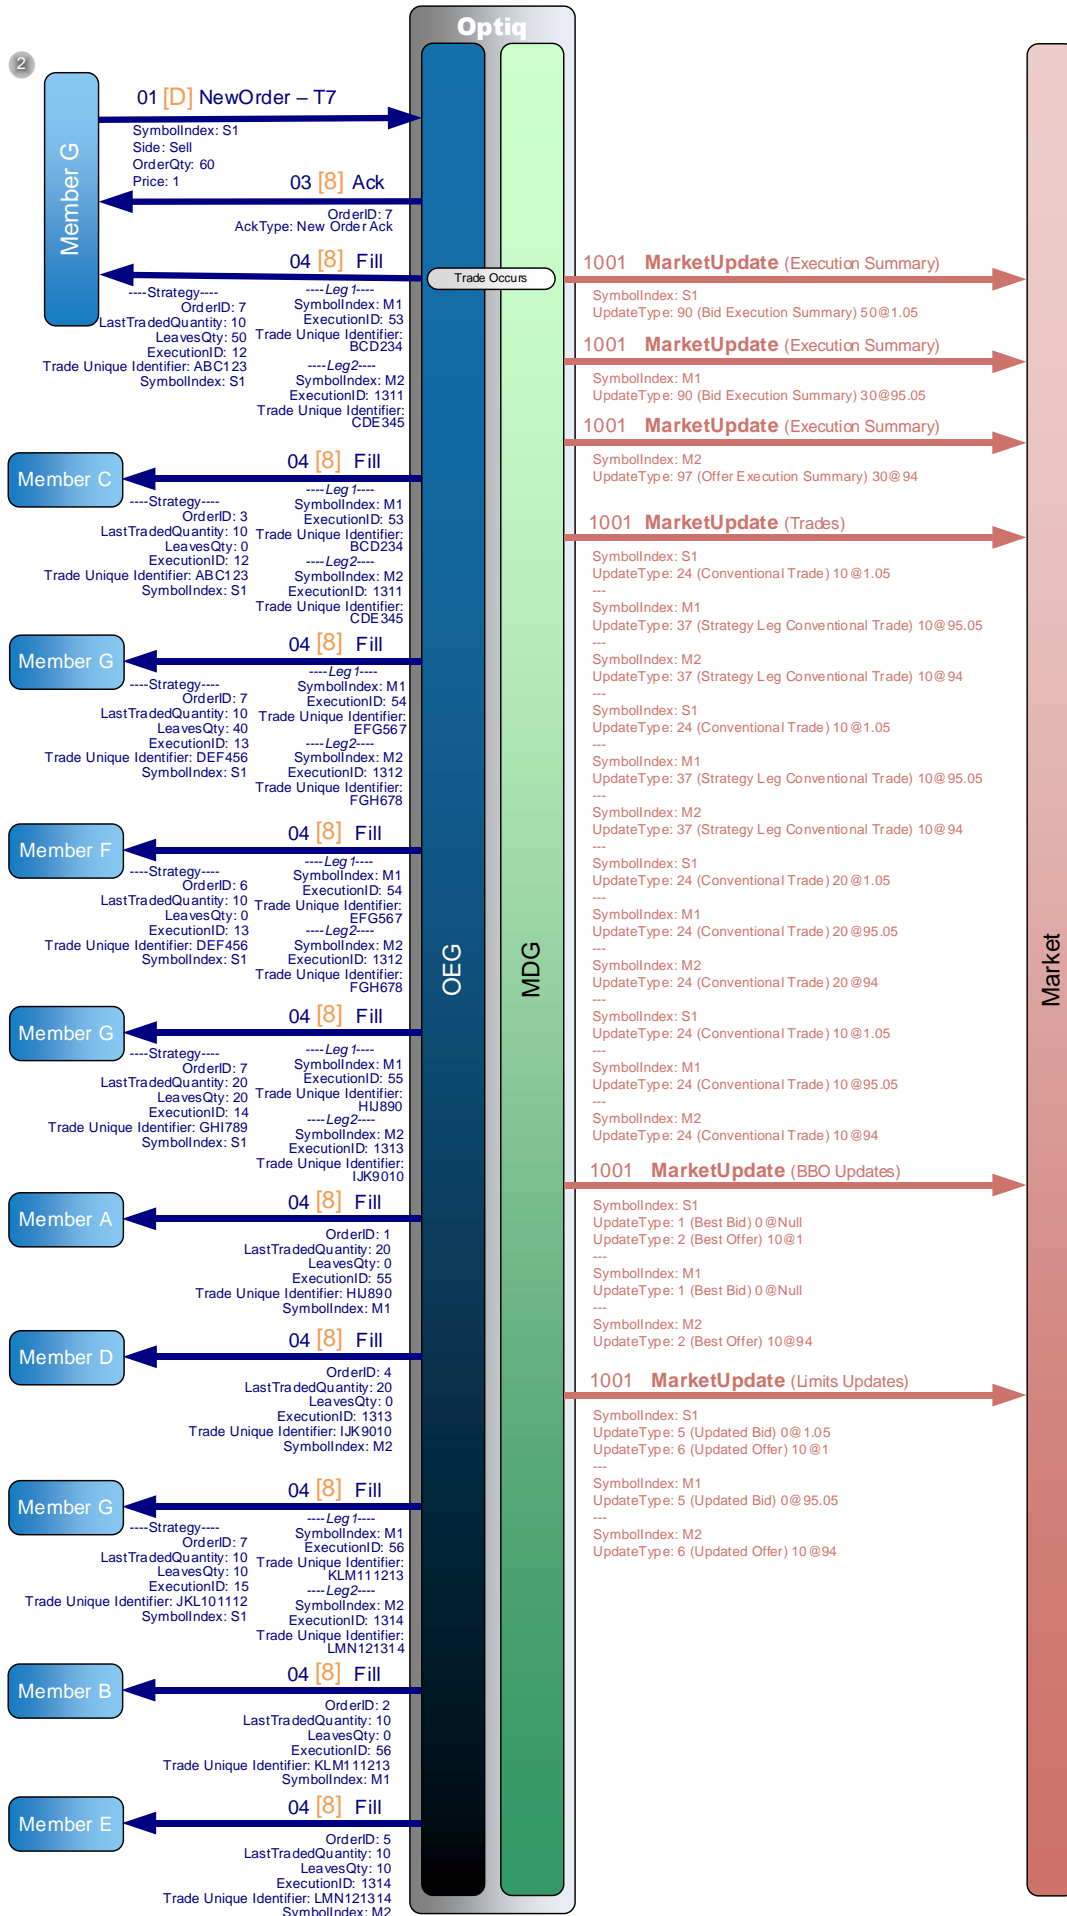 Optiq
2
Member G
01 [D] NewOrder – T7
SymbolIndex: S1
Side: Sell
OrderQty: 60
Price: 1
03 [8] Ack
OrderID: 7
AckType: New Order Ack
04 [8] Fill
Trade Occurs
----Strategy----
OrderID: 7
LastTradedQuantity: 10
LeavesQty: 50
ExecutionID: 12
Trade Unique Identifier: ABC123
SymbolIndex: S1
----Leg1----
SymbolIndex: M1
ExecutionID: 53
Trade Unique Identifier:
BCD234
----Leg2----
SymbolIndex: M2
ExecutionID: 1311
Trade Unique Identifier:
CDE345
Member C
04 [8] Fill
----Strategy----
OrderID: 3
LastTradedQuantity: 10
LeavesQty: 0
ExecutionID: 12
Trade Unique Identifier: ABC123
SymbolIndex: S1
----Leg1----
SymbolIndex: M1
ExecutionID: 53
Trade Unique Identifier:
BCD234
----Leg2----
SymbolIndex: M2
ExecutionID: 1311
Trade Unique Identifier:
CDE345
Member G
04 [8] Fill
----Strategy----
OrderID: 7
LastTradedQuantity: 10
LeavesQty: 40
ExecutionID: 13
Trade Unique Identifier: DEF456
SymbolIndex: S1
----Leg1----
SymbolIndex: M1
ExecutionID: 54
Trade Unique Identifier:
EFG567
----Leg2----
SymbolIndex: M2
ExecutionID: 1312
Trade Unique Identifier:
FGH678
Member F
04 [8] Fill
----Strategy----
OrderID: 6
LastTradedQuantity: 10
LeavesQty: 0
ExecutionID: 13
Trade Unique Identifier: DEF456
SymbolIndex: S1
----Leg1----
SymbolIndex: M1
ExecutionID: 54
Trade Unique Identifier:
EFG567
----Leg2----
SymbolIndex: M2
ExecutionID: 1312
Trade Unique Identifier:
FGH678
Member G
04 [8] Fill
----Strategy----
OrderID: 7
LastTradedQuantity: 20
LeavesQty: 20
ExecutionID: 14
Trade Unique Identifier: GHI789
SymbolIndex: S1
----Leg1----
SymbolIndex: M1
ExecutionID: 55
Trade Unique Identifier:
HIJ890
----Leg2----
SymbolIndex: M2
ExecutionID: 1313
Trade Unique Identifier:
IJK9010
Member A
04 [8] Fill
OrderID: 1
LastTradedQuantity: 20
LeavesQty: 0
ExecutionID: 55
Trade Unique Identifier: HIJ890
SymbolIndex: M1
Member D
04 [8] Fill
OrderID: 4
LastTradedQuantity: 20
LeavesQty: 0
ExecutionID: 1313
Trade Unique Identifier: IJK9010
SymbolIndex: M2
Member G
04 [8] Fill
----Strategy----
OrderID: 7
LastTradedQuantity: 10
LeavesQty: 10
ExecutionID: 15
Trade Unique Identifier: JKL101112
SymbolIndex: S1
----Leg1----
SymbolIndex: M1
ExecutionID: 56
Trade Unique Identifier:
KLM111213
----Leg2----
SymbolIndex: M2
ExecutionID: 1314
Trade Unique Identifier:
LMN121314
Member B
04 [8] Fill
OrderID: 2
LastTradedQuantity: 10
LeavesQty: 0
ExecutionID: 56
Trade Unique Identifier: KLM111213
SymbolIndex: M1
Member E
04 [8] Fill
OrderID: 5
LastTradedQuantity: 10
LeavesQty: 10
ExecutionID: 1314
Trade Unique Identifier: LMN121314
SymbolIndex: M2
OEG
MDG
1001 MarketUpdate (Execution Summary)
SymbolIndex: S1
UpdateType: 90 (Bid Execution Summary) 50@1.05
1001 MarketUpdate (Execution Summary)
SymbolIndex: M1
UpdateType: 90 (Bid Execution Summary) 30@95.05
1001 MarketUpdate (Execution Summary)
SymbolIndex: M2
UpdateType: 97 (Offer Execution Summary) 30@94
1001 MarketUpdate (Trades)
SymbolIndex: S1
UpdateType: 24 (Conventional Trade) 10@1.05
---
SymbolIndex: M1
UpdateType: 37 (Strategy Leg Conventional Trade) 10@95.05
---
SymbolIndex: M2
UpdateType: 37 (Strategy Leg Conventional Trade) 10@94
---
SymbolIndex: S1
UpdateType: 24 (Conventional Trade) 10@1.05
---
SymbolIndex: M1
UpdateType: 37 (Strategy Leg Conventional Trade) 10@95.05
---
SymbolIndex: M2
UpdateType: 37 (Strategy Leg Conventional Trade) 10@94
---
SymbolIndex: S1
UpdateType: 24 (Conventional Trade) 20@1.05
---
SymbolIndex: M1
UpdateType: 24 (Conventional Trade) 20@95.05
---
SymbolIndex: M2
UpdateType: 24 (Conventional Trade) 20@94
---
SymbolIndex: S1
UpdateType: 24 (Conventional Trade) 10@1.05
---
SymbolIndex: M1
UpdateType: 24 (Conventional Trade) 10@95.05
---
SymbolIndex: M2
UpdateType: 24 (Conventional Trade) 10@94
1001 MarketUpdate (BBO Updates)
SymbolIndex: S1
UpdateType: 1 (Best Bid) 0@Null
UpdateType: 2 (Best Offer) 10@1
---
SymbolIndex: M1
UpdateType: 1 (Best Bid) 0@Null
---
SymbolIndex: M2
UpdateType: 2 (Best Offer) 10@94
1001 MarketUpdate (Limits Updates)
SymbolIndex: S1
UpdateType: 5 (Updated Bid) 0@1.05
UpdateType: 6 (Updated Offer) 10@1
---
SymbolIndex: M1
UpdateType: 5 (Updated Bid) 0@95.05
---
SymbolIndex: M2
UpdateType: 6 (Updated Offer) 10@94
Market